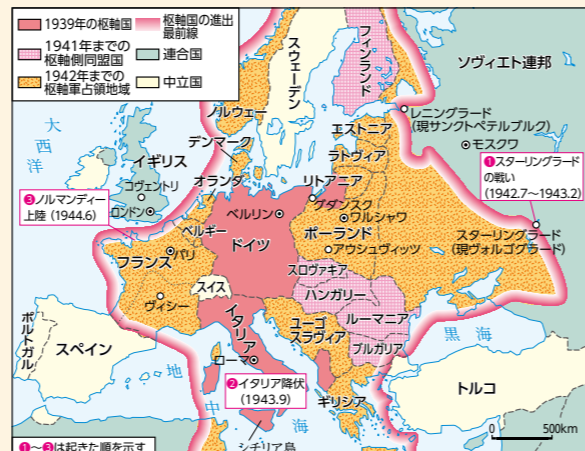 1939年の枢軸国
枢軸国の進出
最前線
1941年までの
枢軸側同盟国
連合国
1942年までの
枢軸軍占領地域
中立国
スウェーデン
フィンランド
ソヴィエト連邦
ノルウェー
レニングラード
(現サンクトペテルブルク)
エストニア
モスクワ
大西洋
デンマーク
ラトヴィア
❶スターリングラード
の戦い
(1942.7〜1943.2)
イギリス
コヴェントリ
オランダ
リトアニア
❸ノルマンディー
上陸(1944.6)
ロンドン
ベルリン
グダンスク
ワルシャワ
スターリングラード
(現ヴォルゴグラード)
ベルギー
ドイツ
ポーランド
フランス
パリ
アウシュヴィッツ
スロヴァキア
スイス
ハンガリー
ヴィシー
ルーマニア
イタリア
ユーゴ
スラヴィア
黒海
ポルトガル
スペイン
ブルガリア
ローマ
地中海
❷イタリア降伏
(1943.9)
トルコ
ギリシア
0 500km
❶〜❸は起きた順を示す
シチリア島